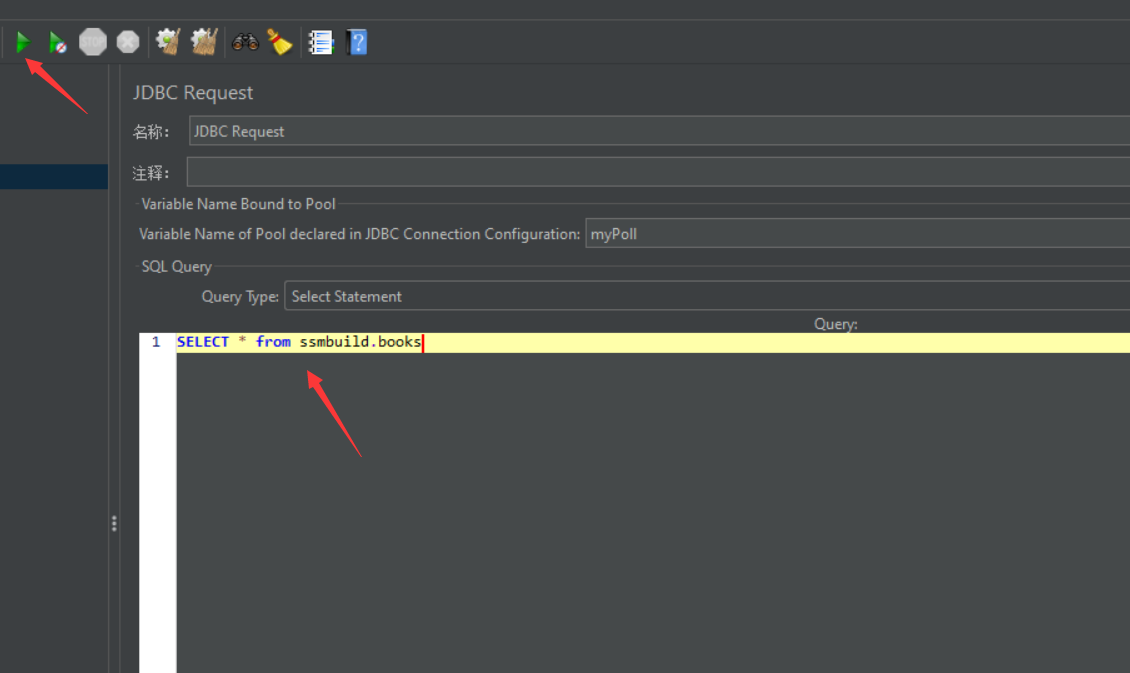 STOP
JDBC Request
名称: JDBC Request
注释:
Variable Name Bound to Pool
Variable Name of Pool declared in JDBC Connection Configuration: myPoll
SQL Query
Query Type: Select Statement
Query:
1 SELECT * from ssmbuild.books